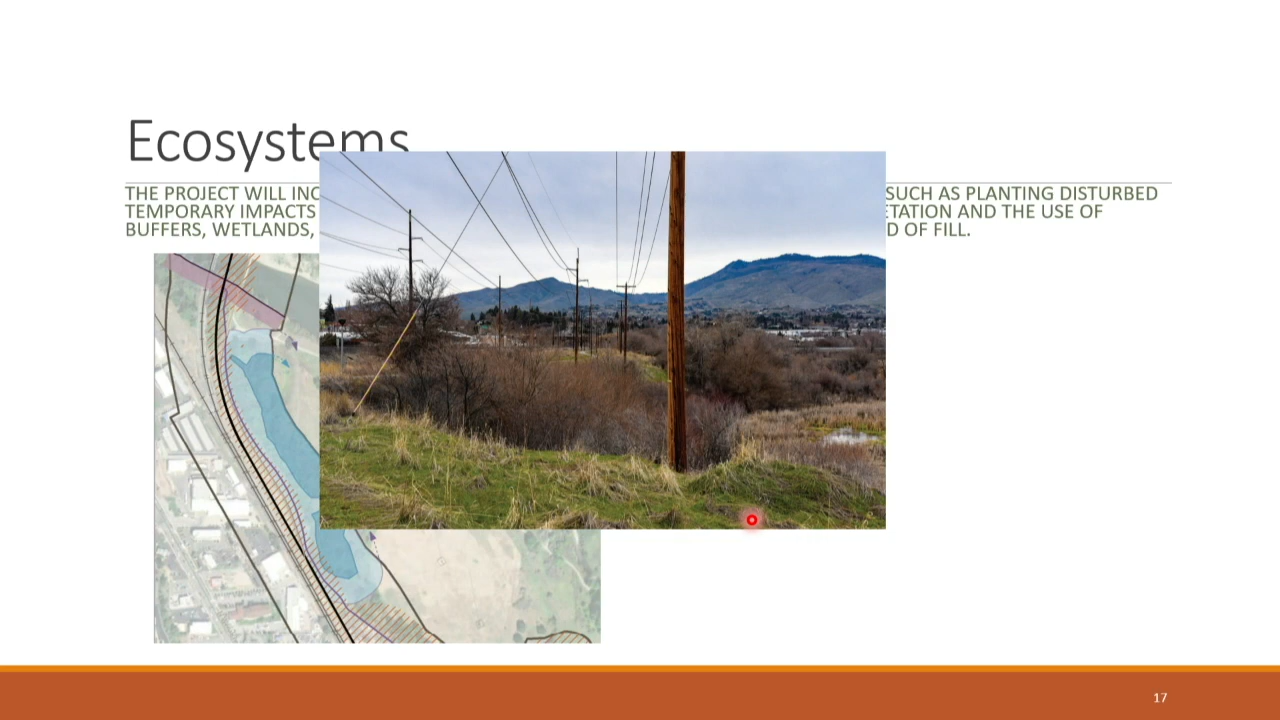 Ecosystems
THE PROJECT WILL INC SUCH AS PLANTING DISTURBED
TEMPORARY IMPACTS ETATION AND THE USE OF
BUFFERS, WETLANDS, D OF FILL.
17